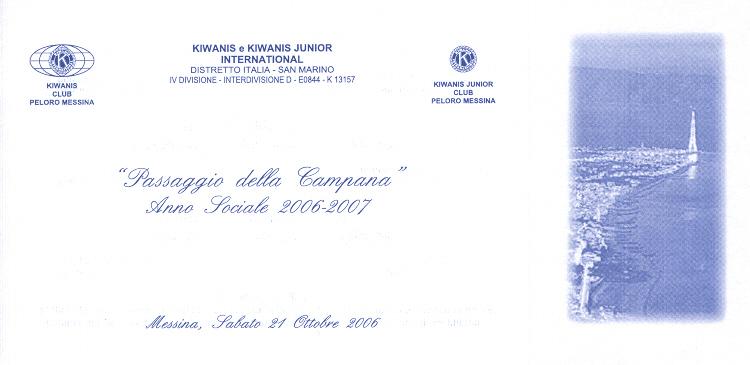 KIWANIS
CLUB
PELORO MESSINA
KIWANIS e KIWANIS JUNIOR
INTERNATIONAL
DISTRETTO ITALIA - SAN MARINO
IV DIVISIONE - INTERDIVISIONE D - E0844 - K 13157
KIWANIS JUNIOR
CLUB
PELORO MESSINA
"Passaggio della Campana"
Anno Sociale 2006-2007
Messina, Sabato 21 Ottobre 2006